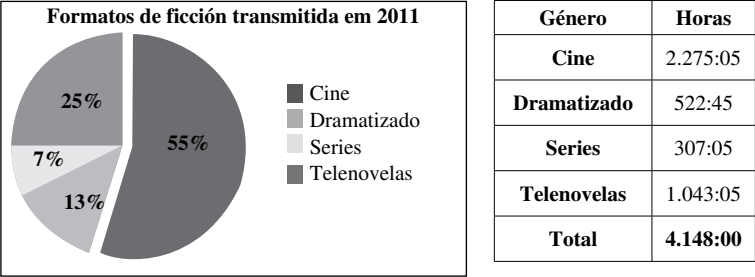 Formatos de ficción transmitida em 2011
25%
7%
13%
55%
Cine
Dramatizado
Series
Telenovelas
Género Horas
Cine 2.275:05
Dramatizado 522:45
Series 307:05
Telenovelas 1.043:05
Total 4.148:00